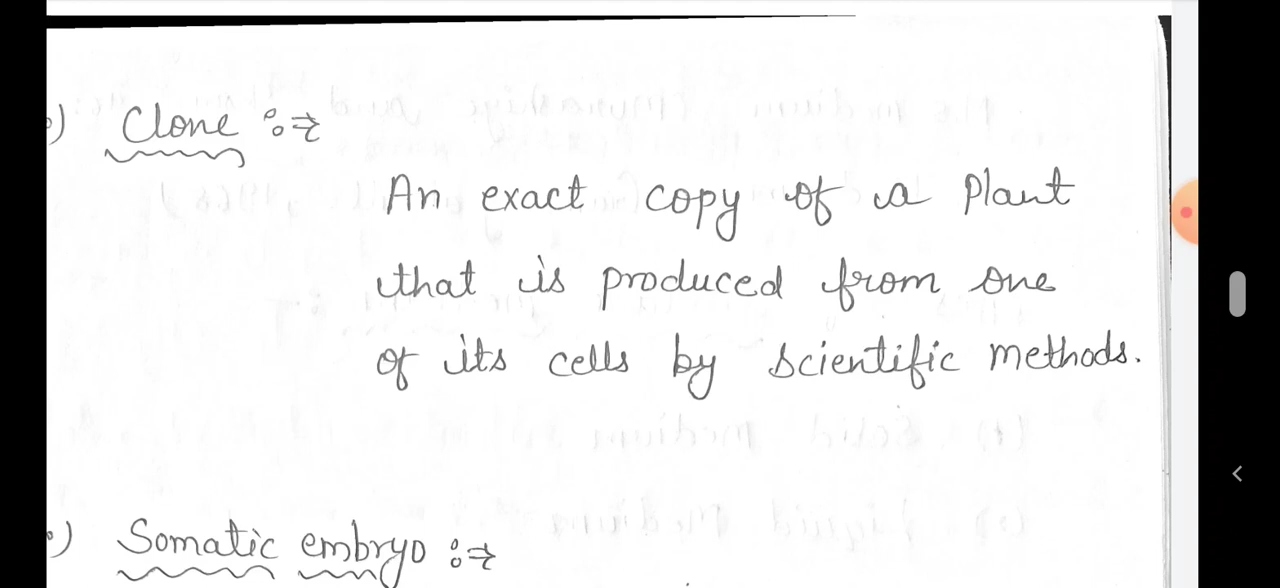 ) Clone :⇒
An exact copy of a Plant
that is produced from one
of its cells by scientific methods.
) Somatic embryo :⇒